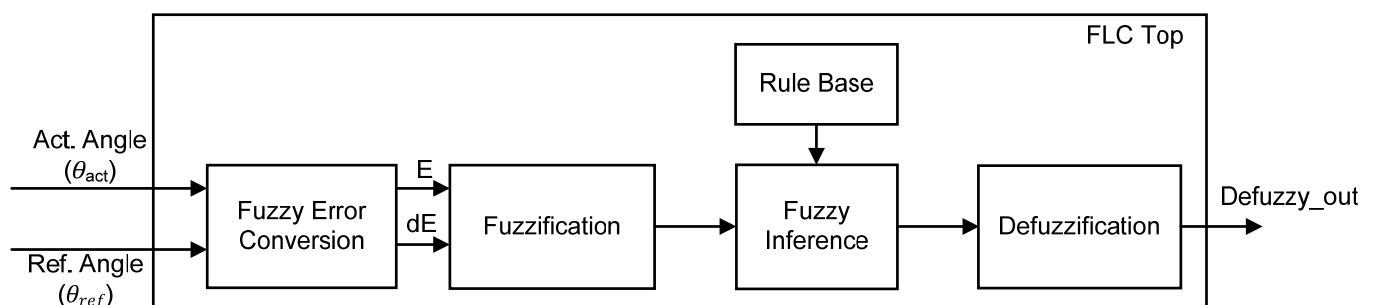 FLC Top
Rule Base
Act. Angle
(θact)
E
Fuzzy Error
Conversion
dE
Fuzzification
Fuzzy
Inference
Defuzzification
Defuzzy_out
Ref. Angle
(θref)